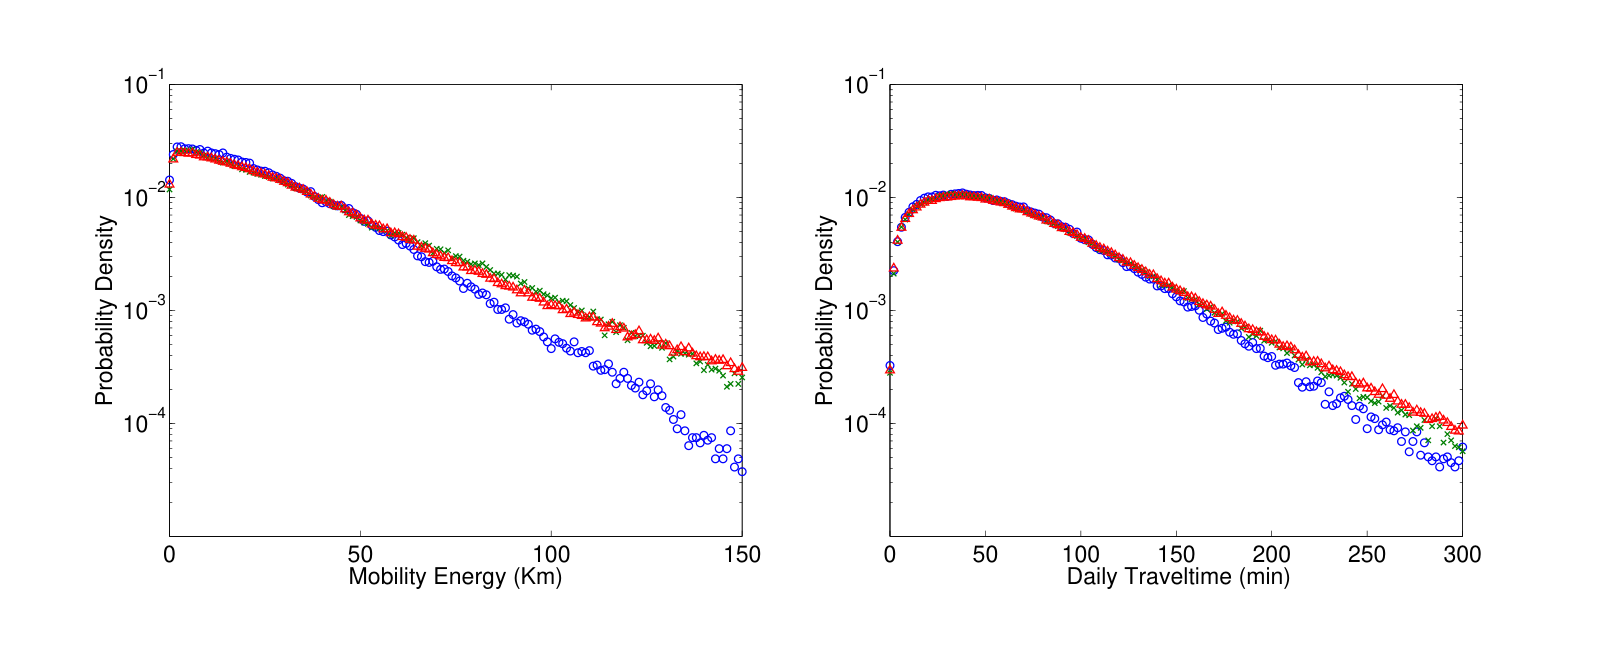 10⁻¹
10⁻²
10⁻³
10⁻⁴
Probability Density
0 50 100 150
Mobility Energy (Km)
10⁻¹
10⁻²
10⁻³
10⁻⁴
Probability Density
0 50 100 150 200 250 300
Daily Traveltime (min)